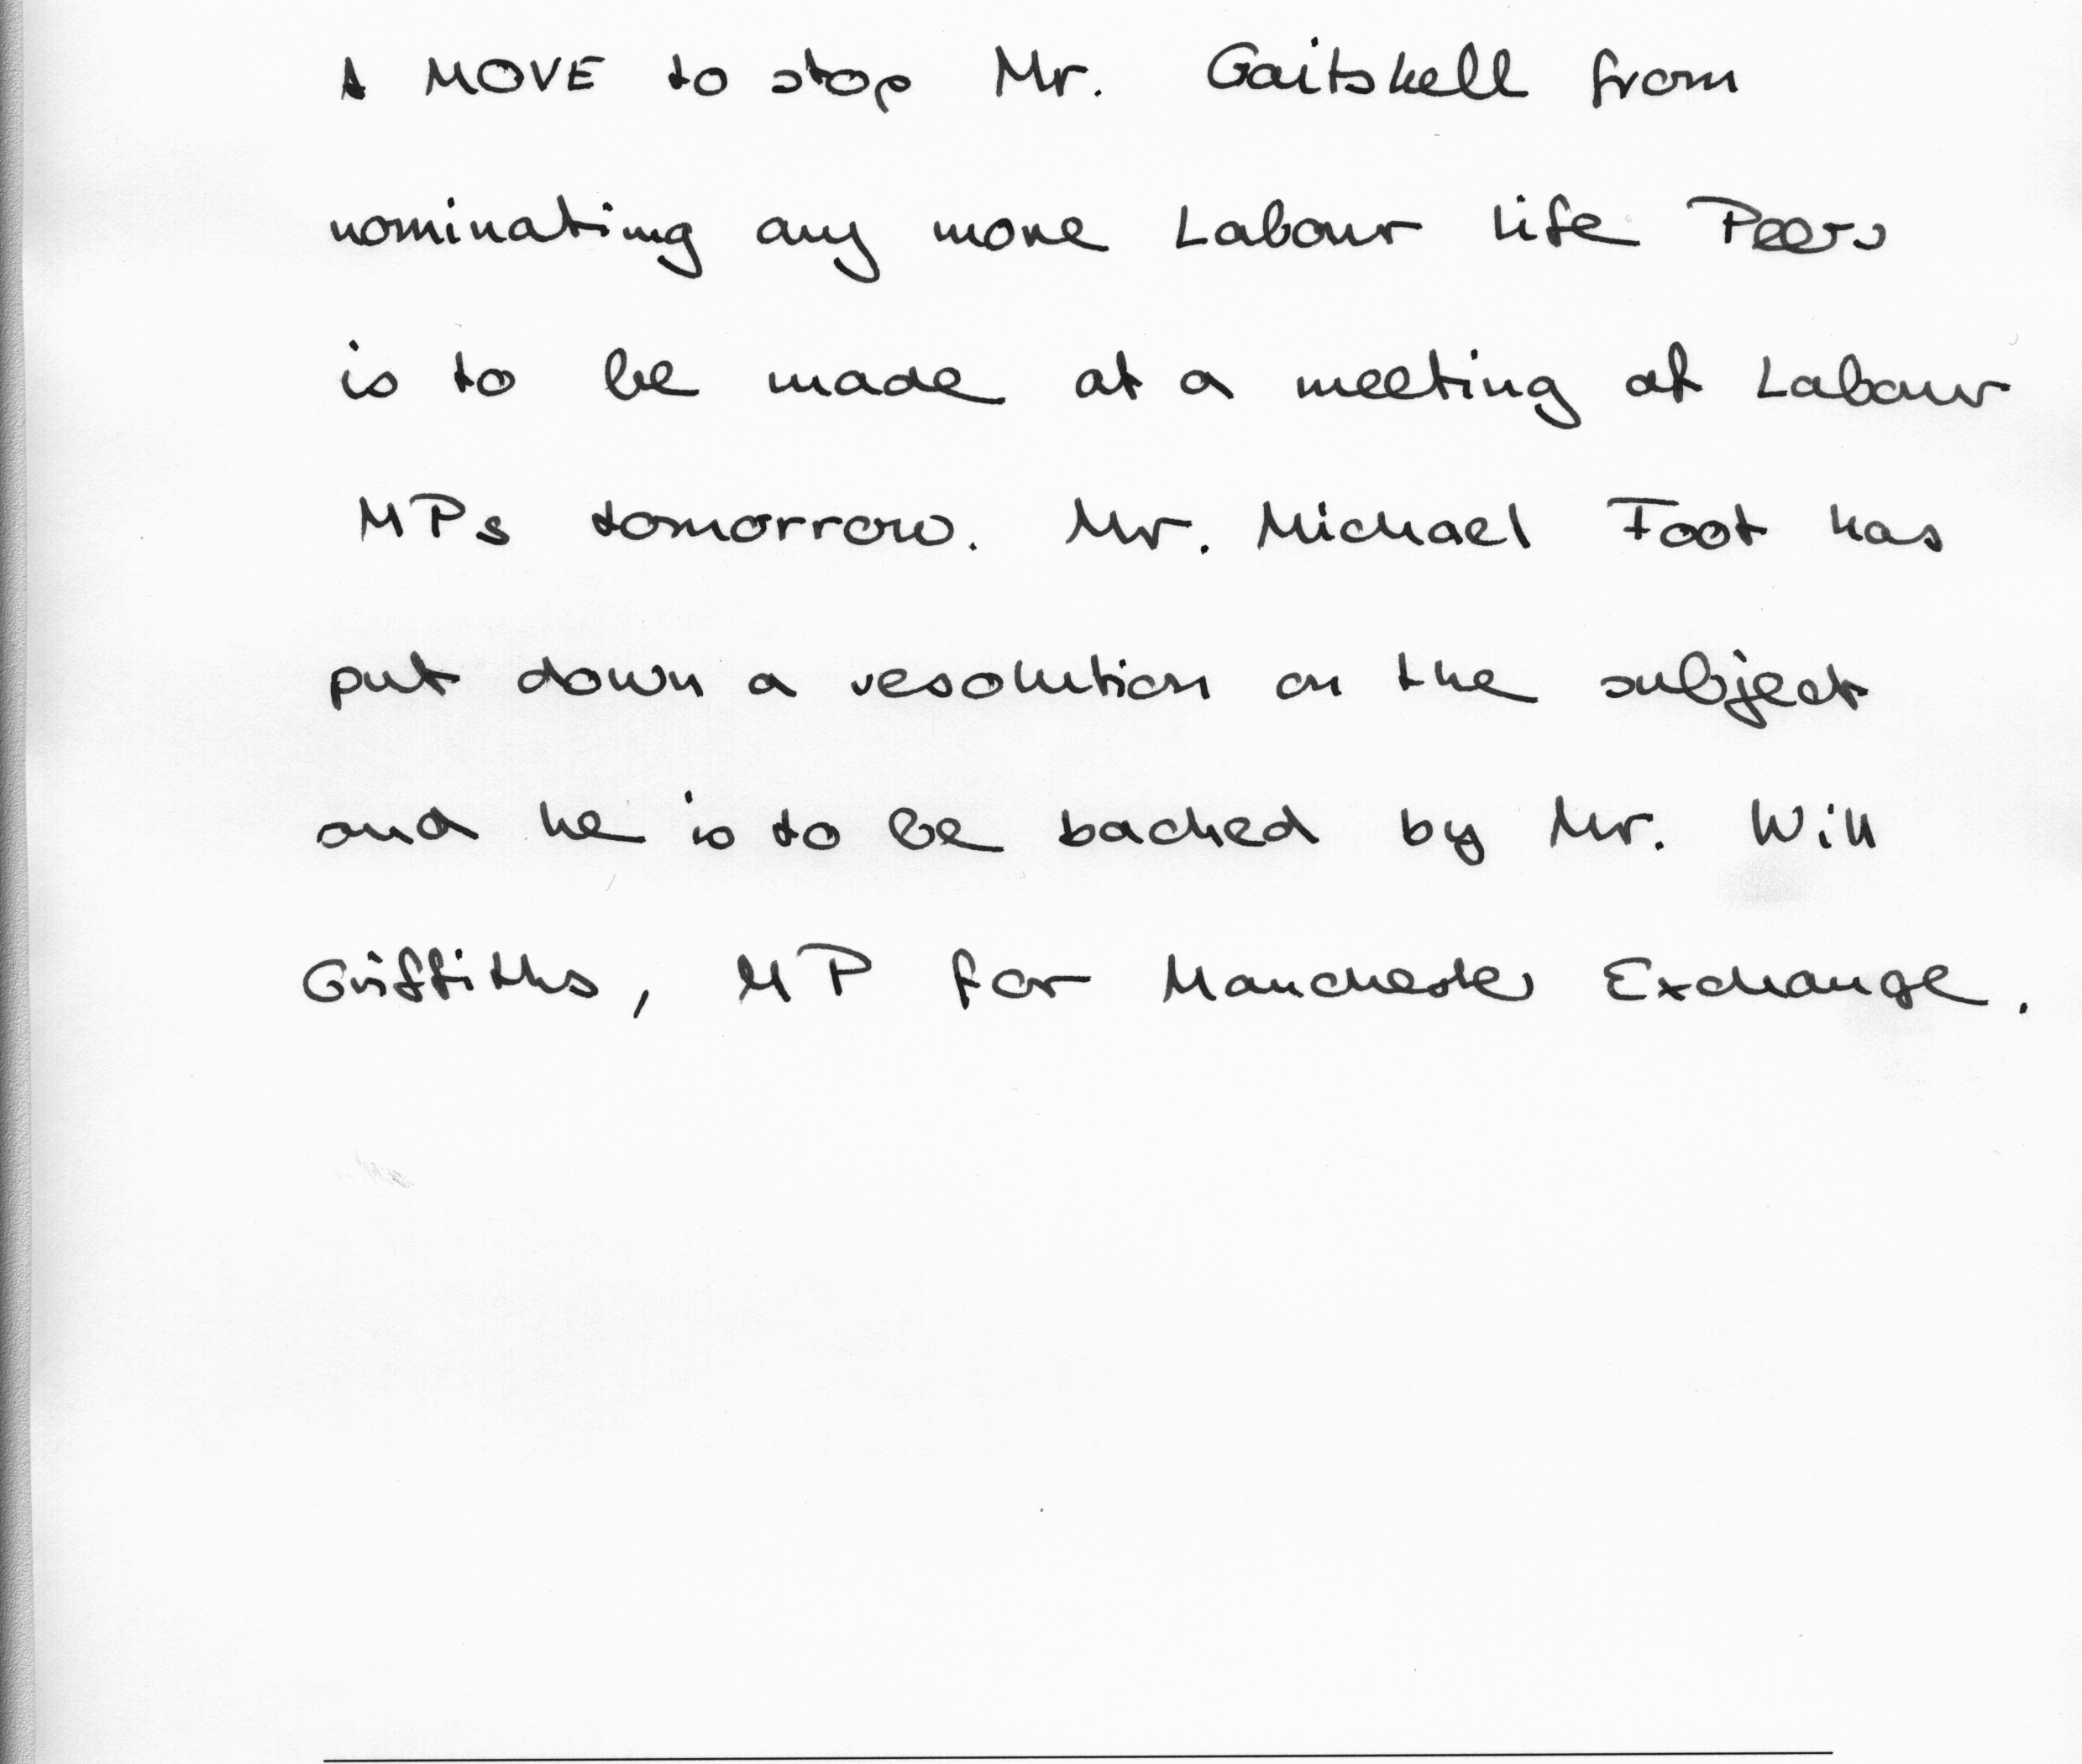 A MOVE to stop Mr. Gaitskell from
nominating any more Labour life Peers
is to be made at a meeting of Labour
MPs tomorrow. Mr. Michael Foot has
put down a resolution on the subject
and he is to be backed by Mr. Will
Griffiths, MP for Manchester Exchange.